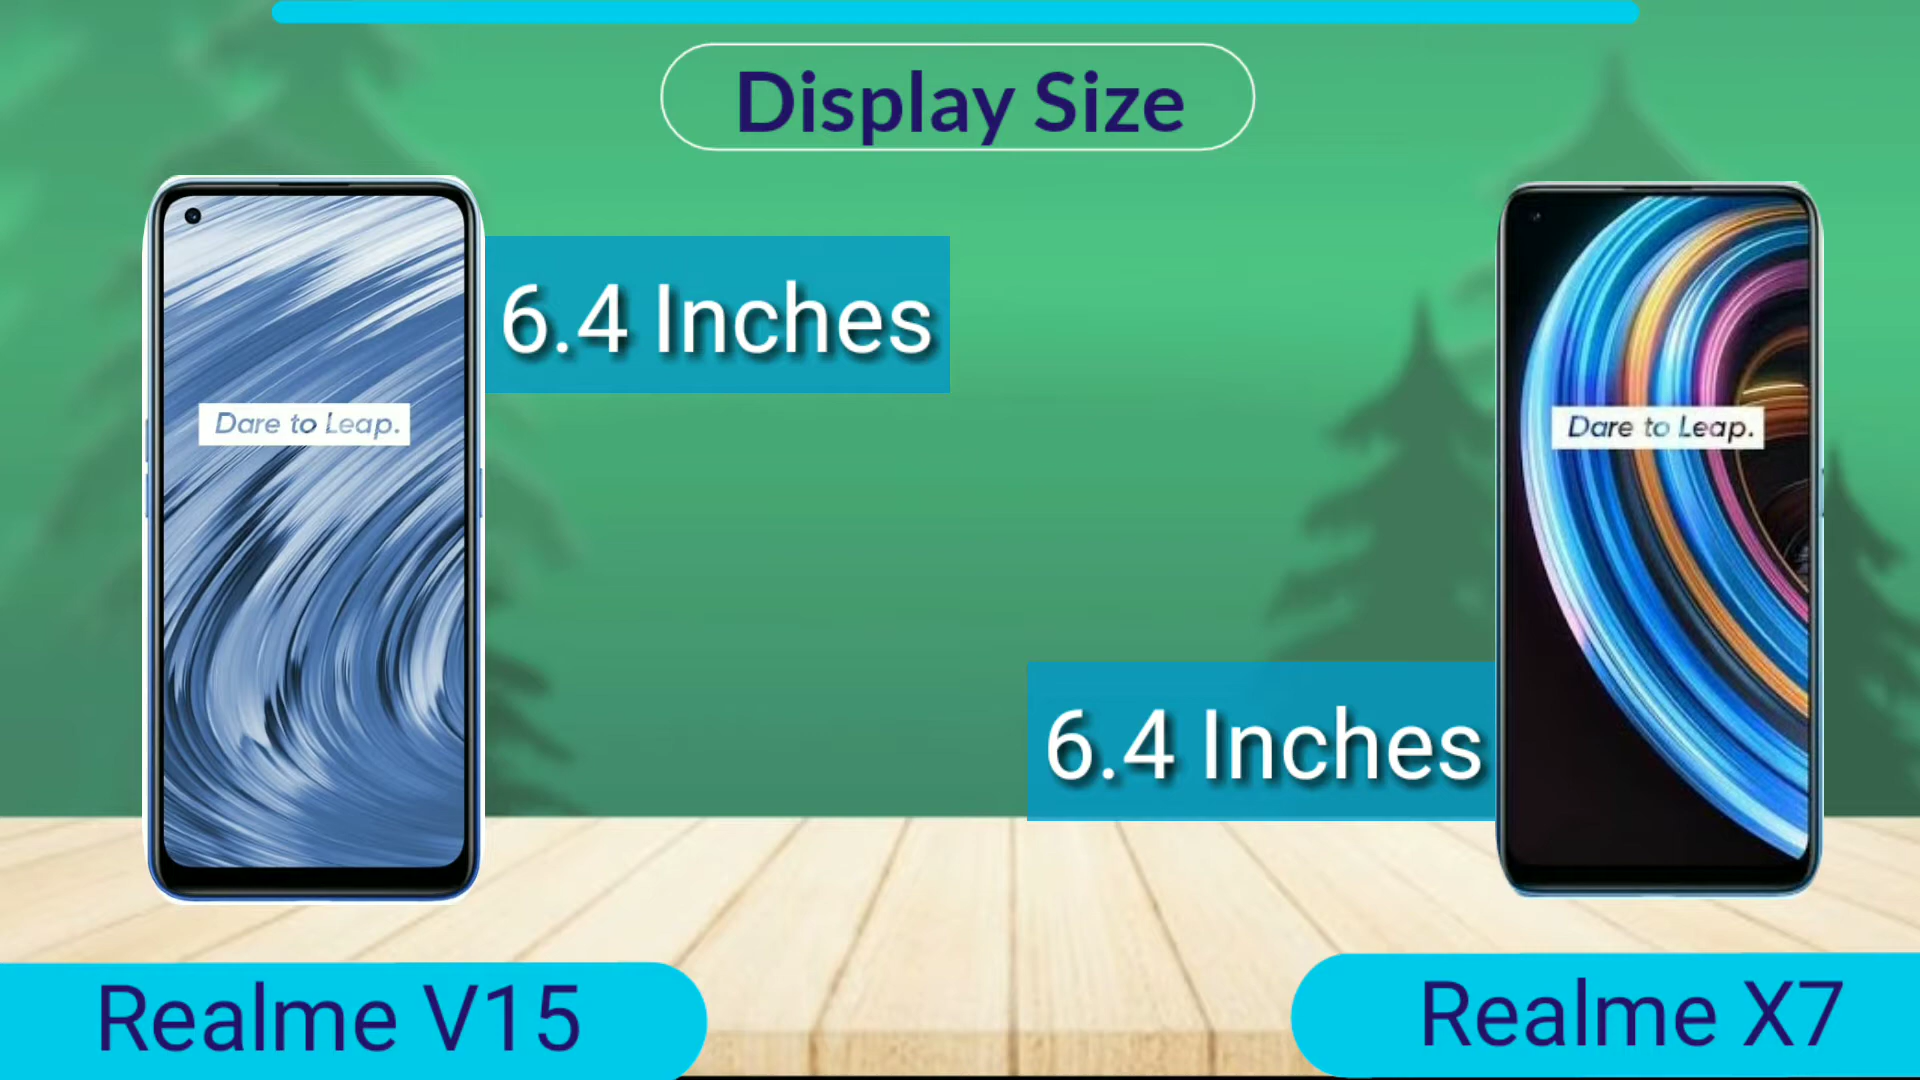 Display Size
6.4 Inches
Dare to Leap.
Dare to Leap.
6.4 Inches
Realme V15
Realme X7